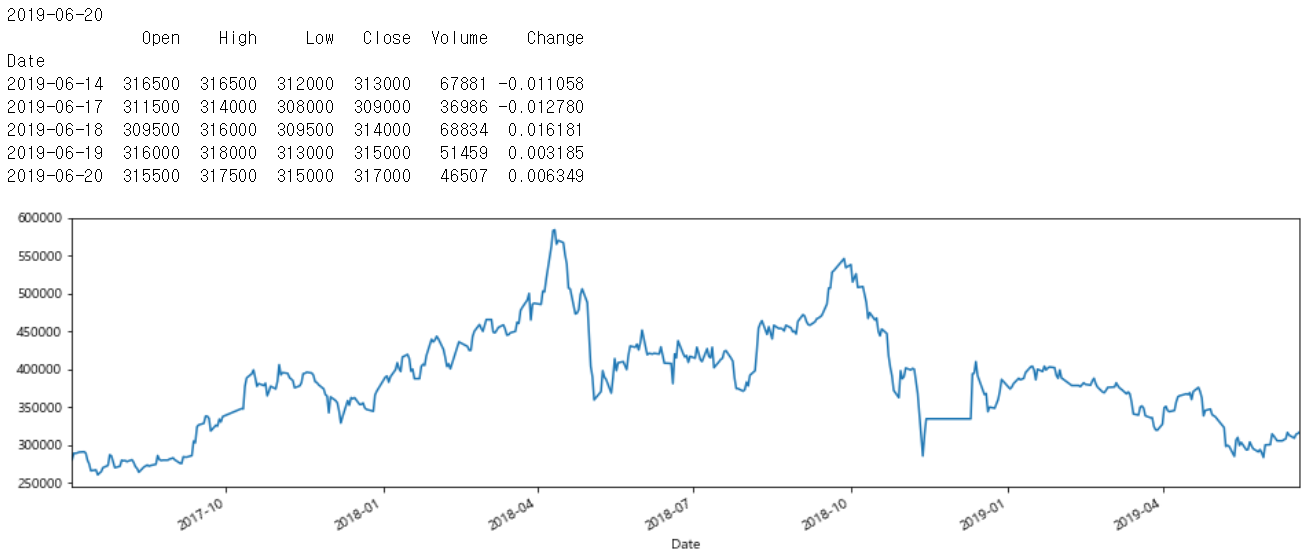 2019-06-20
Open High Low Close Volume Change
Date
2019-06-14 316500 316500 312000 313000 67881 -0.011058
2019-06-17 311500 314000 308000 309000 36986 -0.012780
2019-06-18 309500 316000 309500 314000 68834 0.016181
2019-06-19 316000 318000 313000 315000 51459 0.003185
2019-06-20 315500 317500 315000 317000 46507 0.006349
600000
550000
500000
450000
400000
350000
300000
250000
2017-10 2018-01 2018-04 2018-07 2018-10 2019-01 2019-04
Date